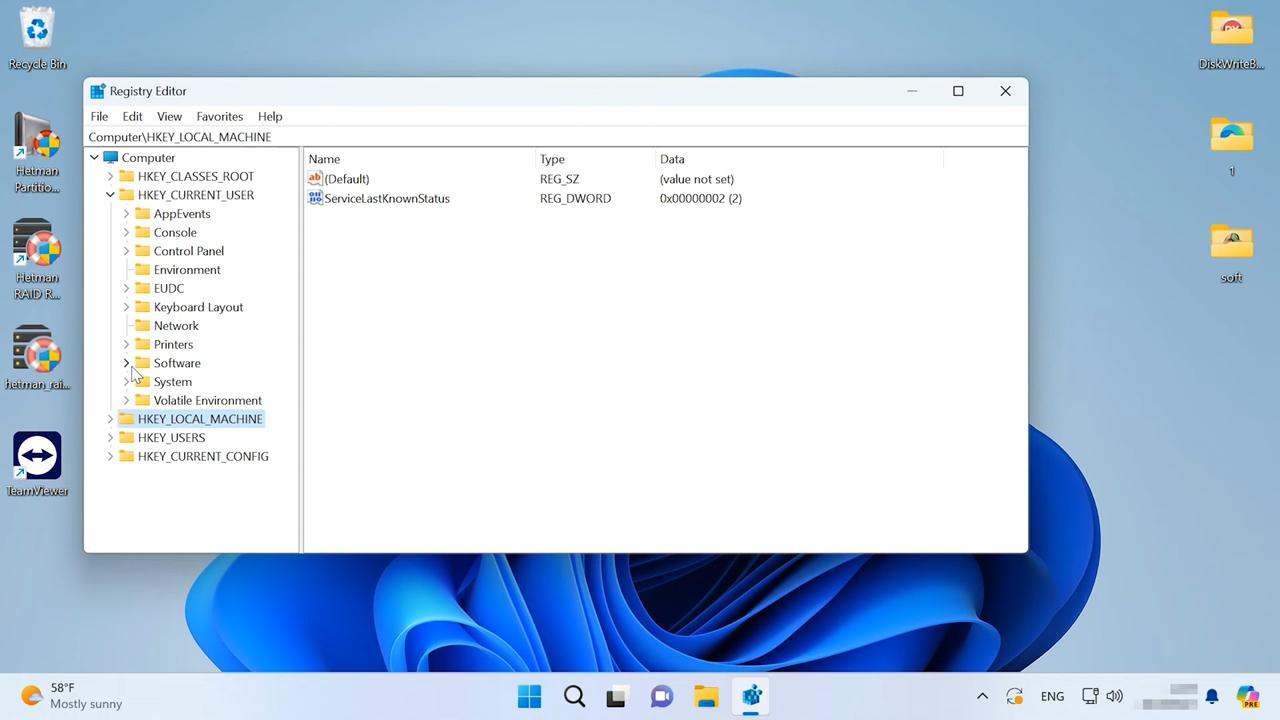 Recycle Bin
Hetman
Partitio...
Hetman
RAID R...
hetman_rai...
TeamViewer
DiskWriteB...
1
soft
Registry Editor
File Edit View Favorites Help
Computer\HKEY_LOCAL_MACHINE
Computer
HKEY_CLASSES_ROOT
HKEY_CURRENT_USER
AppEvents
Console
Control Panel
Environment
EUDC
Keyboard Layout
Network
Printers
Software
System
Volatile Environment
HKEY_LOCAL_MACHINE
HKEY_USERS
HKEY_CURRENT_CONFIG
Name Type Data
(Default) REG_SZ (value not set)
ServiceLastKnownStatus REG_DWORD 0x00000002 (2)
58°F
Mostly sunny
ENG
PRE